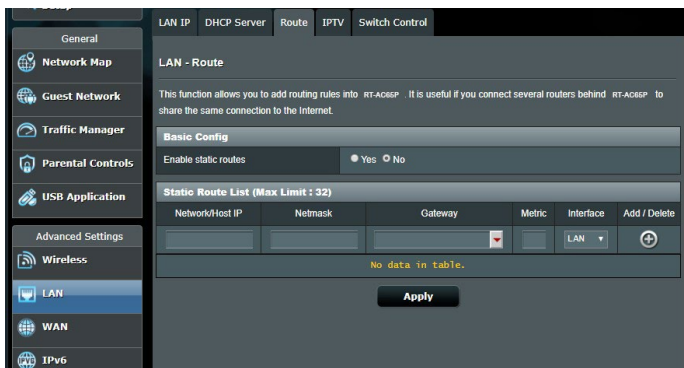 LAN IP DHCP Server Route IPTV Switch Control
General
Network Map
Guest Network
Traffic Manager
Parental Controls
USB Application
Advanced Settings
Wireless
LAN
WAN
IPv6
LAN - Route
This function allows you to add routing rules into RT-AC66P . It is useful if you connect several routers behind RT-AC66P to
share the same connection to the Internet.
Basic Config
Enable static routes Yes No
Static Route List (Max Limit : 32)
Network/Host IP Netmask Gateway Metric Interface Add / Delete
LAN
No data in table.
Apply